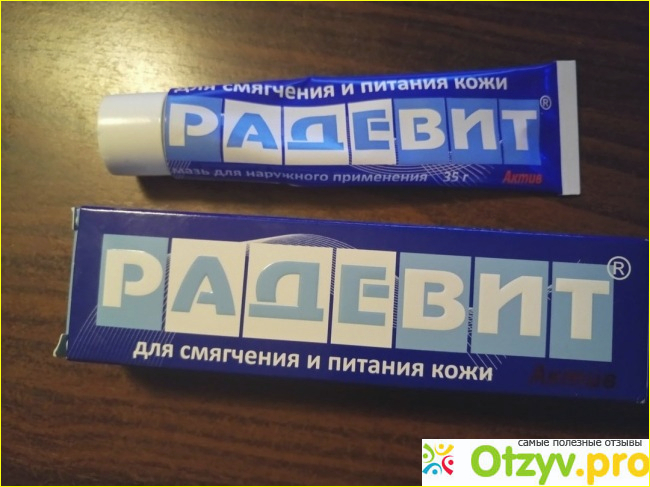 для смягчения и питания кожи
РАДЕВИТ®
мазь для наружного применения 35 г Актив
РАДЕВИТ®
для смягчения и питания кожи Актив
самые полезные отзывы
Otzyv.pro